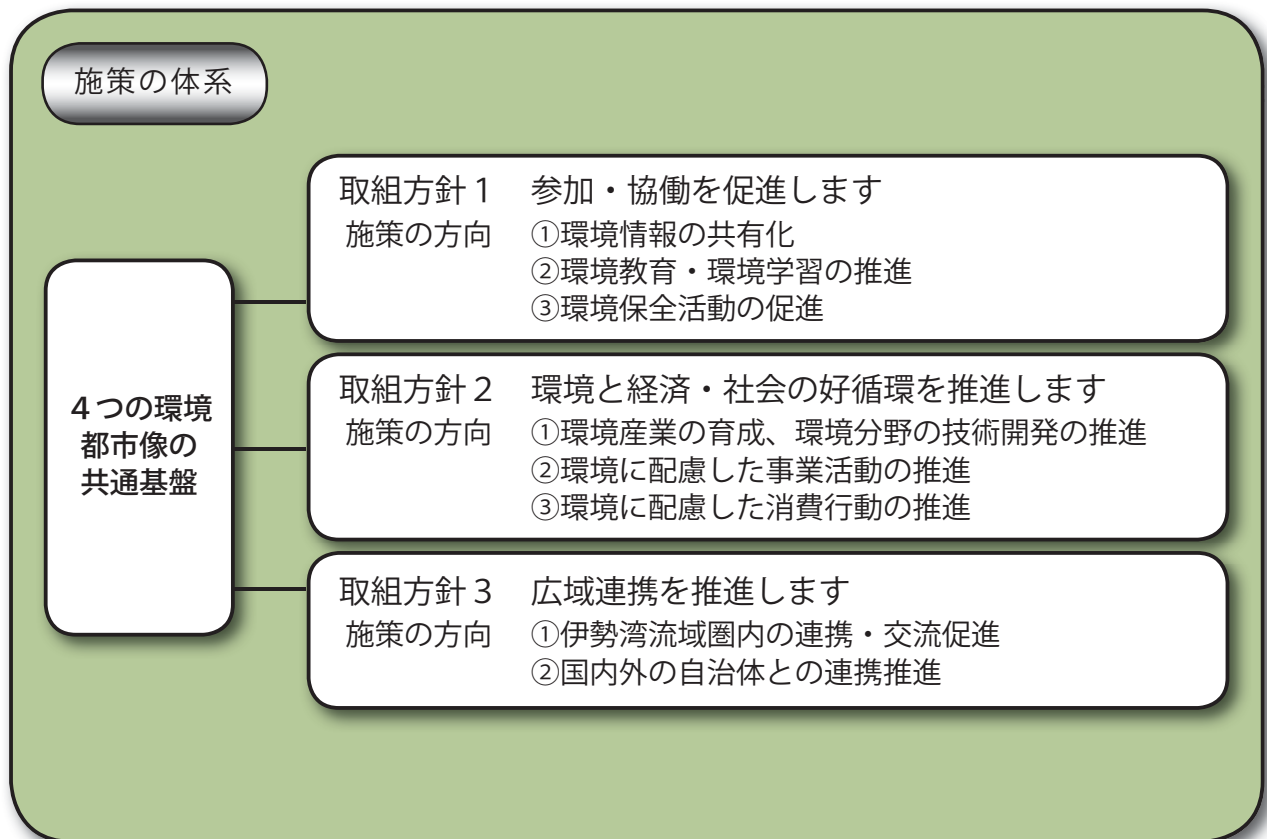 施策の体系
4つの環境
都市像の
共通基盤
取組方針1 参加・協働を促進します
施策の方向 ①環境情報の共有化
②環境教育・環境学習の推進
③環境保全活動の促進
取組方針2 環境と経済・社会の好循環を推進します
施策の方向 ①環境産業の育成、環境分野の技術開発の推進
②環境に配慮した事業活動の推進
③環境に配慮した消費行動の推進
取組方針3 広域連携を推進します
施策の方向 ①伊勢湾流域圏内の連携・交流促進
②国内外の自治体との連携推進